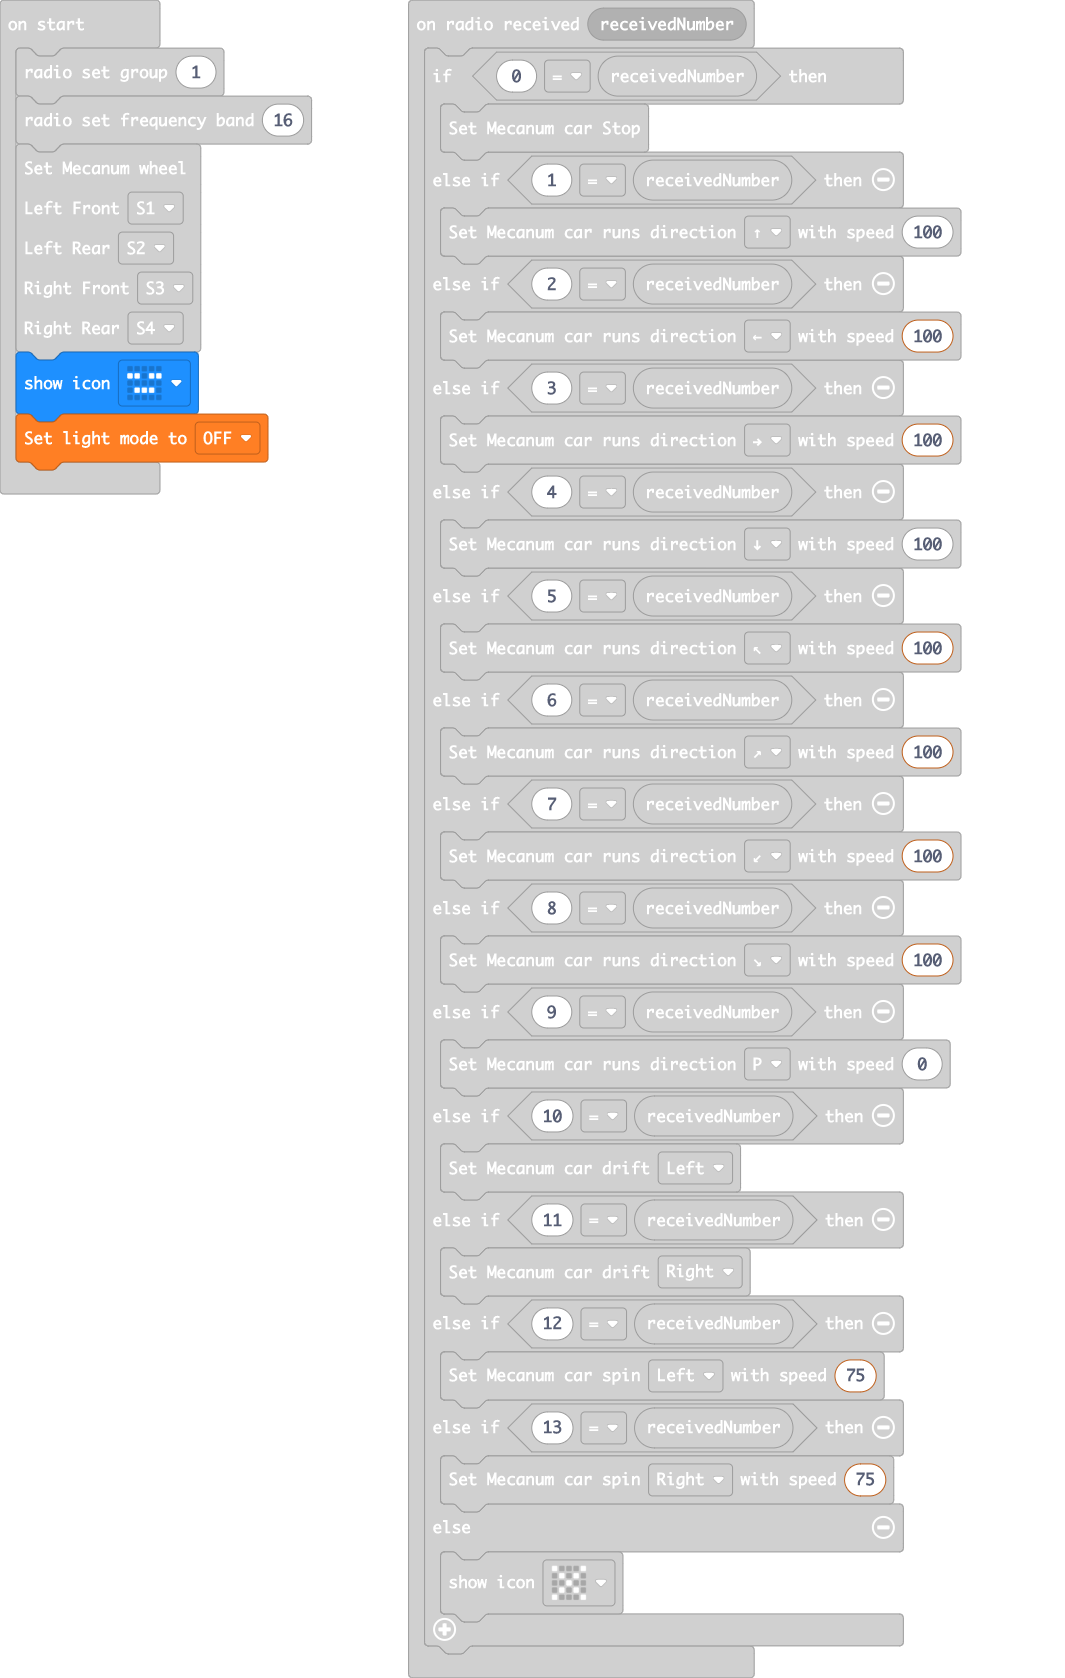 on start
radio set group 1
radio set frequency band 16
Set Mecanum wheel
Left Front S1
Left Rear S2
Right Front S3
Right Rear S4
show icon
Set light mode to OFF
on radio received receivedNumber
if 0 = receivedNumber then
Set Mecanum car Stop
else if 1 = receivedNumber then
Set Mecanum car runs direction ↑ with speed 100
else if 2 = receivedNumber then
Set Mecanum car runs direction ← with speed 100
else if 3 = receivedNumber then
Set Mecanum car runs direction → with speed 100
else if 4 = receivedNumber then
Set Mecanum car runs direction ↓ with speed 100
else if 5 = receivedNumber then
Set Mecanum car runs direction ↖ with speed 100
else if 6 = receivedNumber then
Set Mecanum car runs direction ↗ with speed 100
else if 7 = receivedNumber then
Set Mecanum car runs direction ↙ with speed 100
else if 8 = receivedNumber then
Set Mecanum car runs direction ↘ with speed 100
else if 9 = receivedNumber then
Set Mecanum car runs direction P with speed 0
else if 10 = receivedNumber then
Set Mecanum car drift Left
else if 11 = receivedNumber then
Set Mecanum car drift Right
else if 12 = receivedNumber then
Set Mecanum car spin Left with speed 75
else if 13 = receivedNumber then
Set Mecanum car spin Right with speed 75
else
show icon